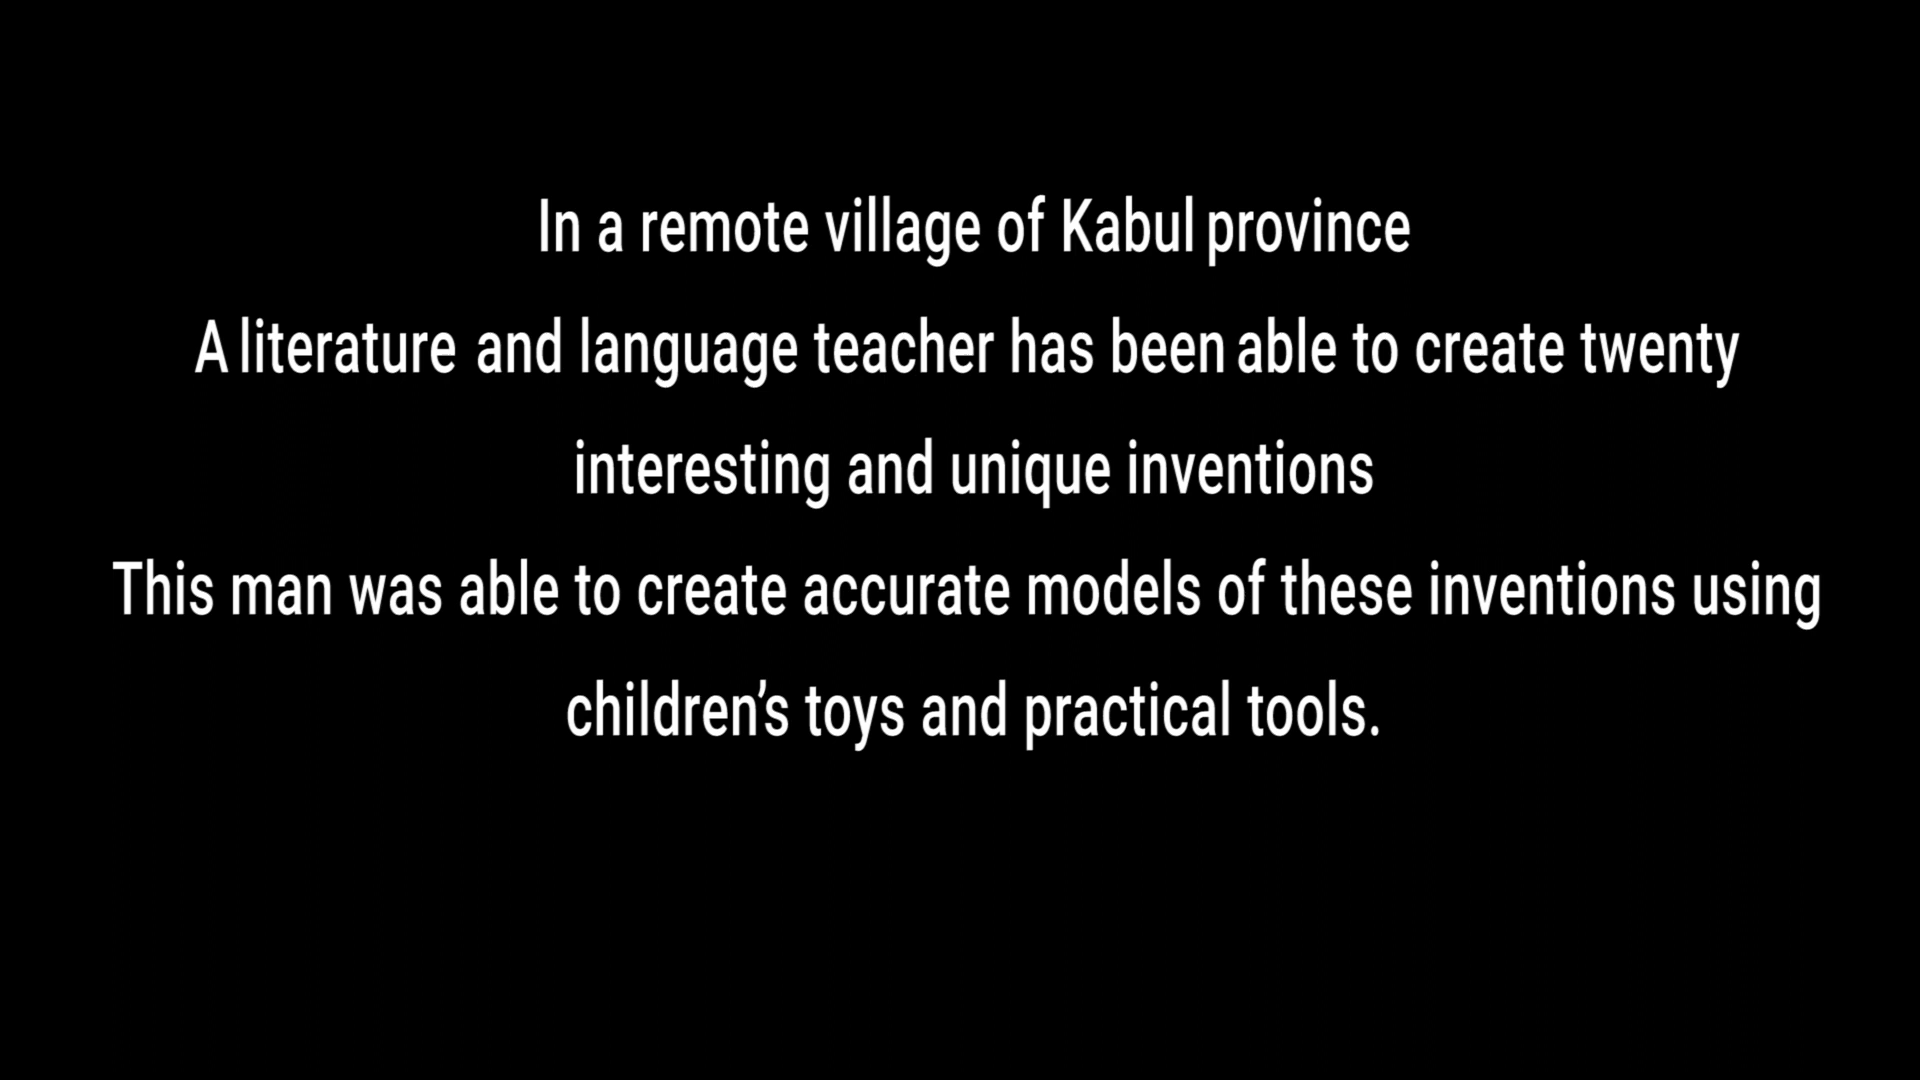 In a remote village of Kabul province
A literature and language teacher has been able to create twenty
interesting and unique inventions
This man was able to create accurate models of these inventions using
children’s toys and practical tools.